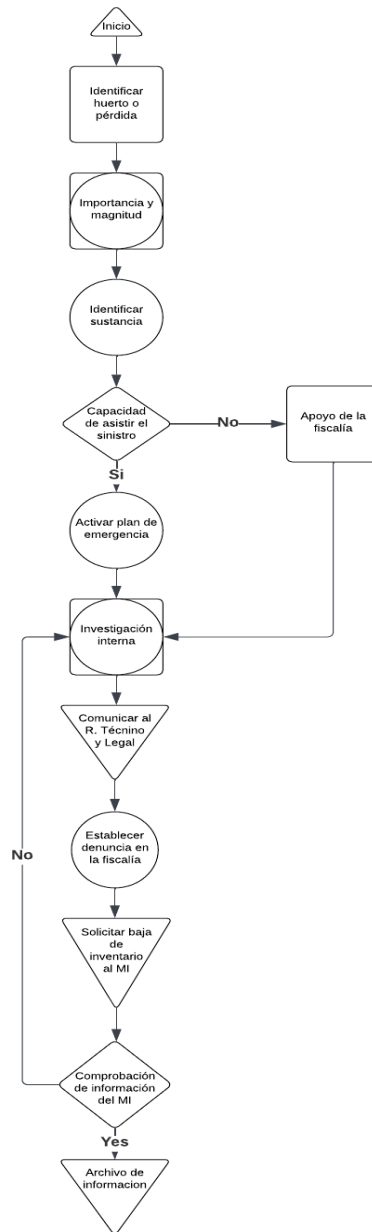 Inicio
Identificar
huerto o
pérdida
Importancia y
magnitud
Identificar
sustancia
Capacidad
de asistir el
sinistro
No
Apoyo de la
fiscalía
Si
Activar plan de
emergencia
Investigación
interna
Comunicar al
R. Técnino
y Legal
No
Establecer
denuncia en
la fiscalía
Solicitar baja
de
inventario
al MI
Comprobación
de información
del MI
Yes
Archivo de
informacion